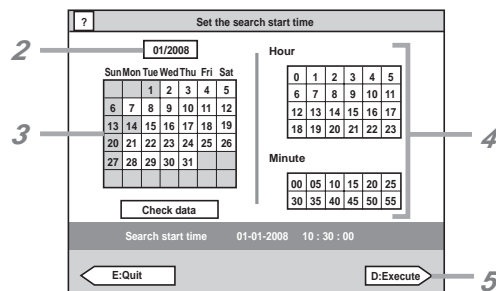 ? Set the search start time
2 01/2008 Hour
Sun Mon Tue Wed Thu Fri Sat
1 2 3 4 5
6 7 8 9 10 11 12
3 13 14 15 16 17 18 19
20 21 22 23 24 25 26
27 28 29 30 31
0 1 2 3 4 5
6 7 8 9 10 11
12 13 14 15 16 17
18 19 20 21 22 23
4
Minute
00 05 10 15 20 25
30 35 40 45 50 55
Check data
Search start time 01-01-2008 10 : 30 : 00
E:Quit D:Execute 5